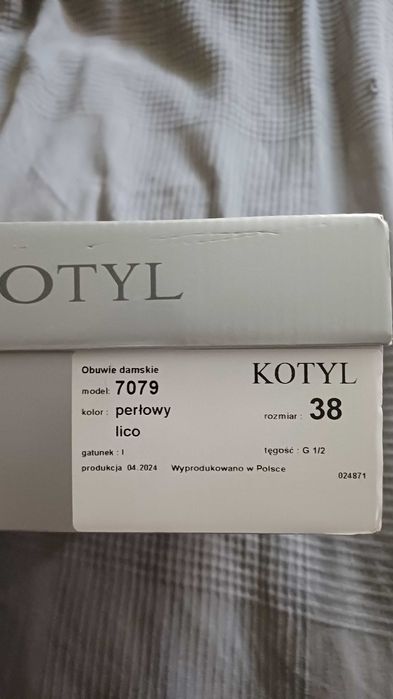 OTYL
Obuwie damskie
KOTYL
model: 7079
kolor : perłowy
rozmiar : 38
lico
gatunek : I
tęgość : G 1/2
produkcja 04.2024 Wyprodukowano w Polsce
024871